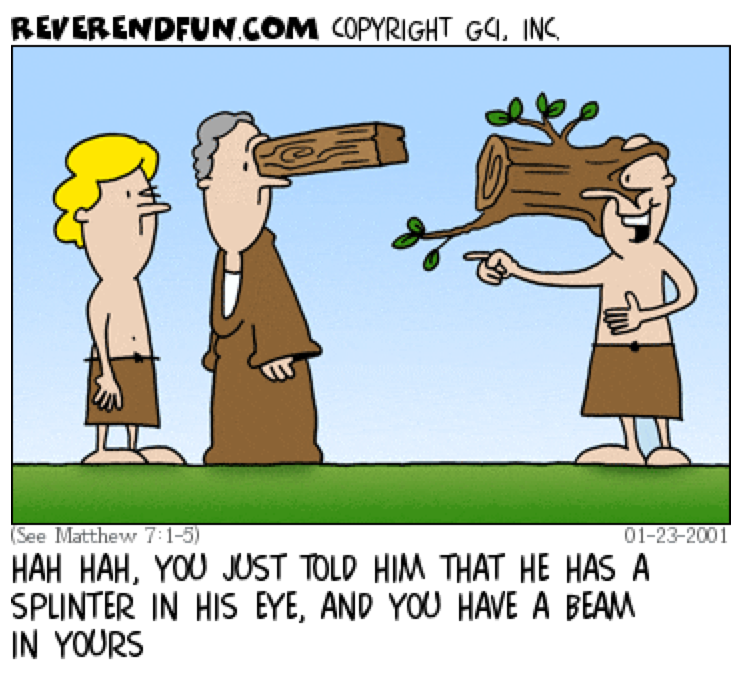 REVERENDFUN.COM COPYRIGHT GCI, INC.
(See Matthew 7:1-5) 01-23-2001
HAH HAH, YOU JUST TOLD HIM THAT HE HAS A
SPLINTER IN HIS EYE, AND YOU HAVE A BEAM
IN YOURS